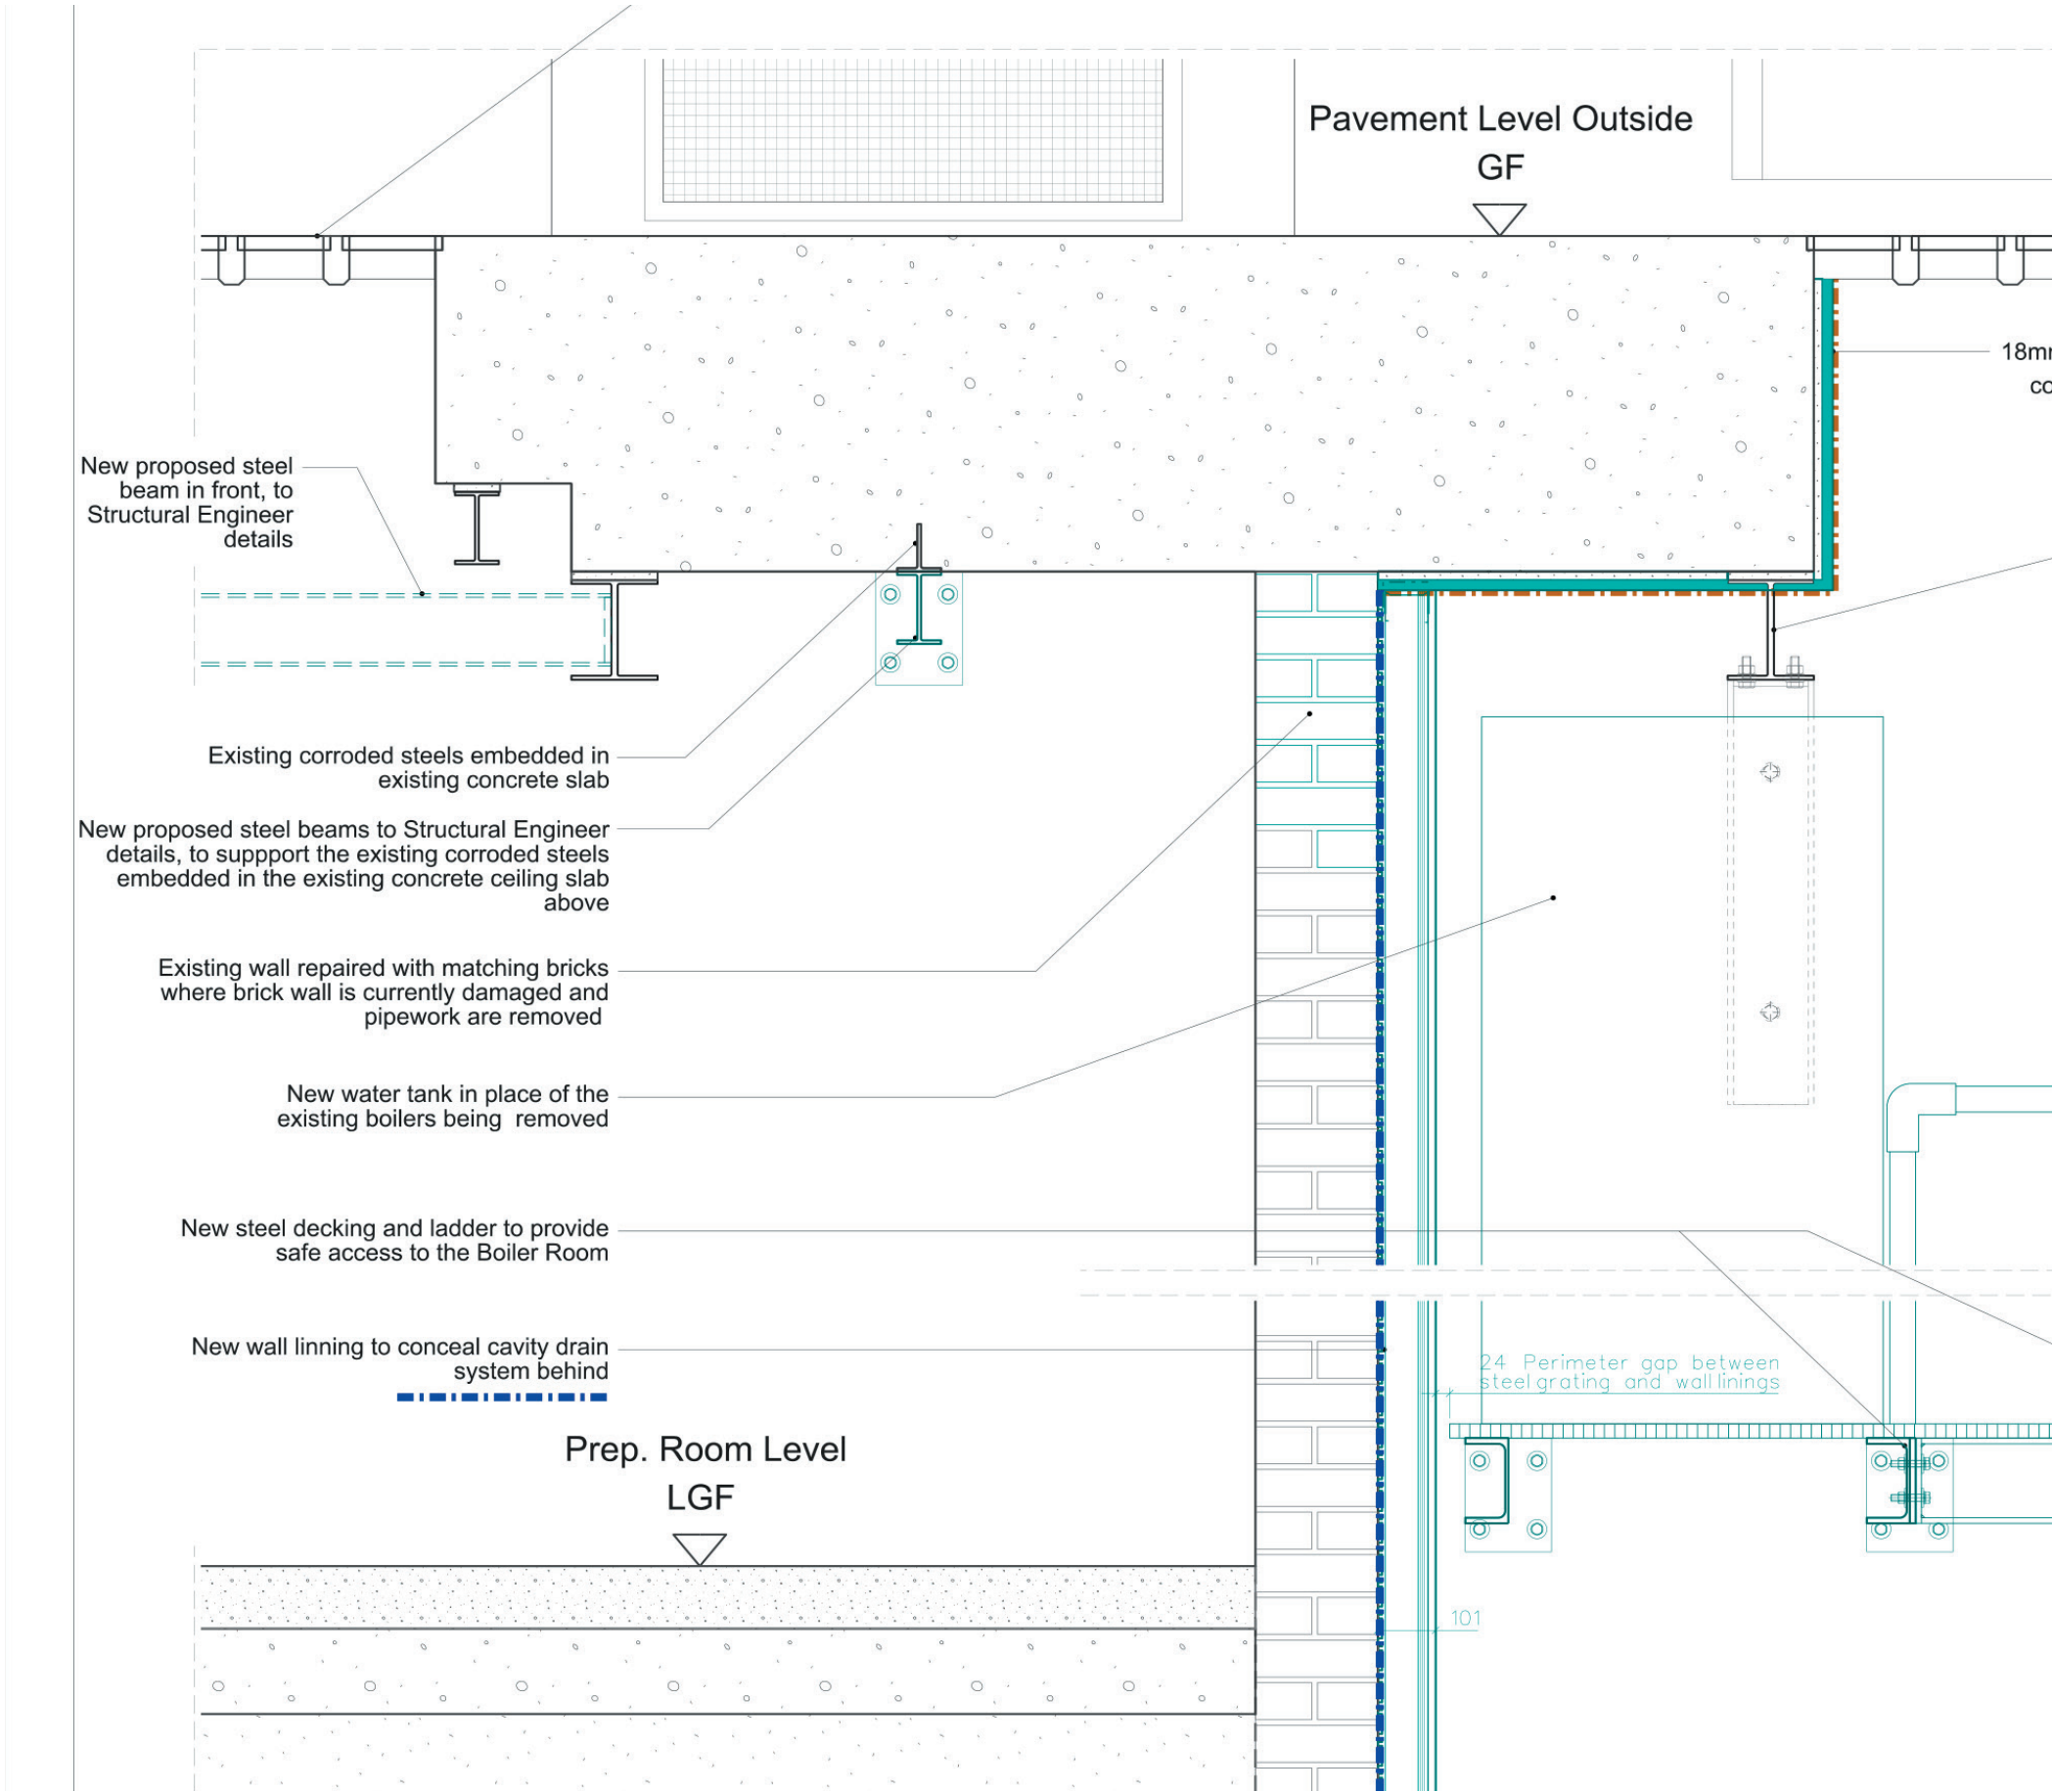 Pavement Level Outside
GF
18m
co
New proposed steel
beam in front, to
Structural Engineer
details
Existing corroded steels embedded in
existing concrete slab
New proposed steel beams to Structural Engineer
details, to suppport the existing corroded steels
embedded in the existing concrete ceiling slab
above
Existing wall repaired with matching bricks
where brick wall is currently damaged and
pipework are removed
New water tank in place of the
existing boilers being removed
New steel decking and ladder to provide
safe access to the Boiler Room
New wall linning to conceal cavity drain
system behind
24 Perimeter gap between
steel grating and wall linings
Prep. Room Level
LGF
101